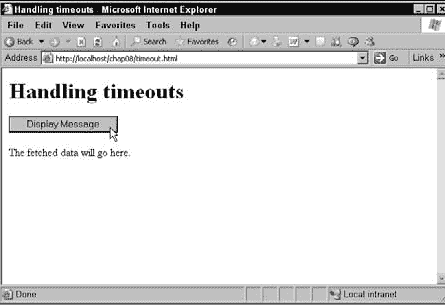 Handling timeouts - Microsoft Internet Explorer
File Edit View Favorites Tools Help
Back Search Favorites
Address http://localhost/chap08/timeout.html Go Links »
Handling timeouts
Display Message
The fetched data will go here.
Done Local intranet